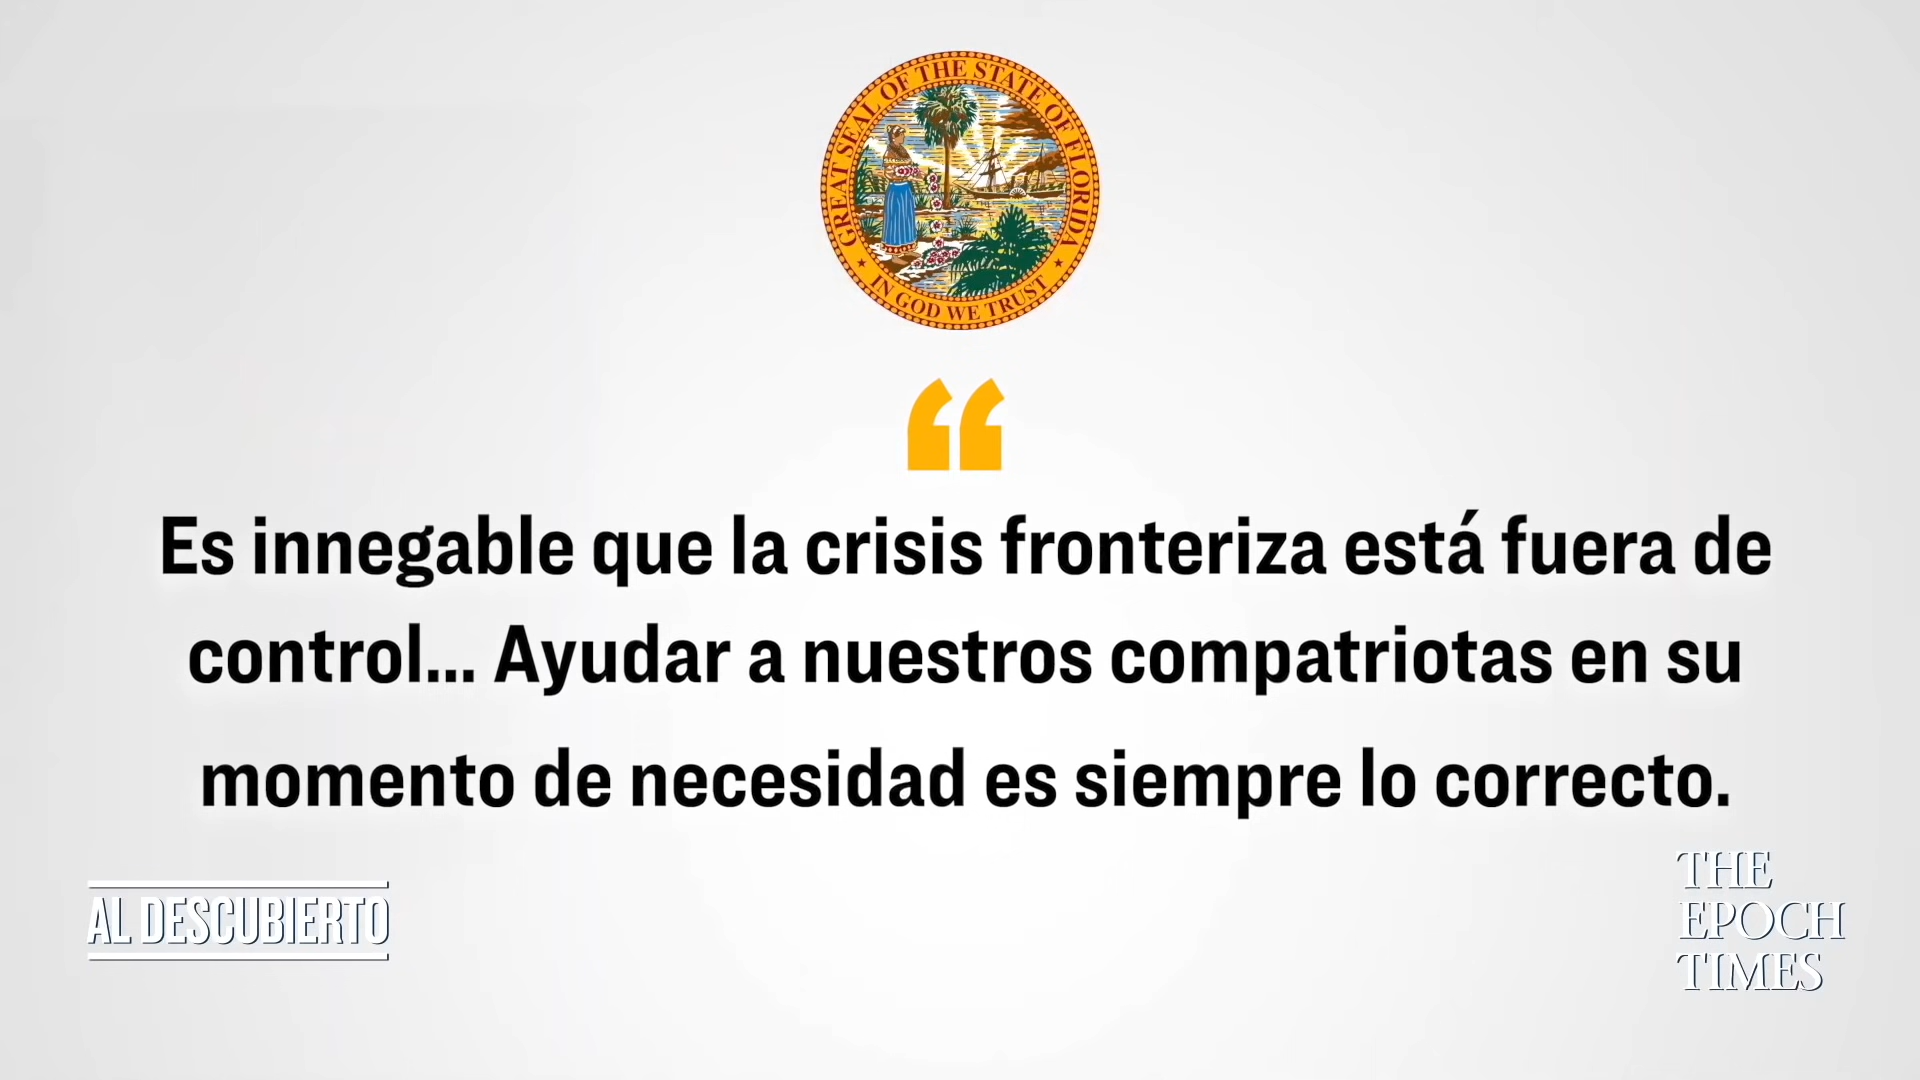 GREAT SEAL OF THE STATE OF FLORIDA
IN GOD WE TRUST
“
Es innegable que la crisis fronteriza está fuera de
control... Ayudar a nuestros compatriotas en su
momento de necesidad es siempre lo correcto.
AL DESCUBIERTO
THE
EPOCH
TIMES